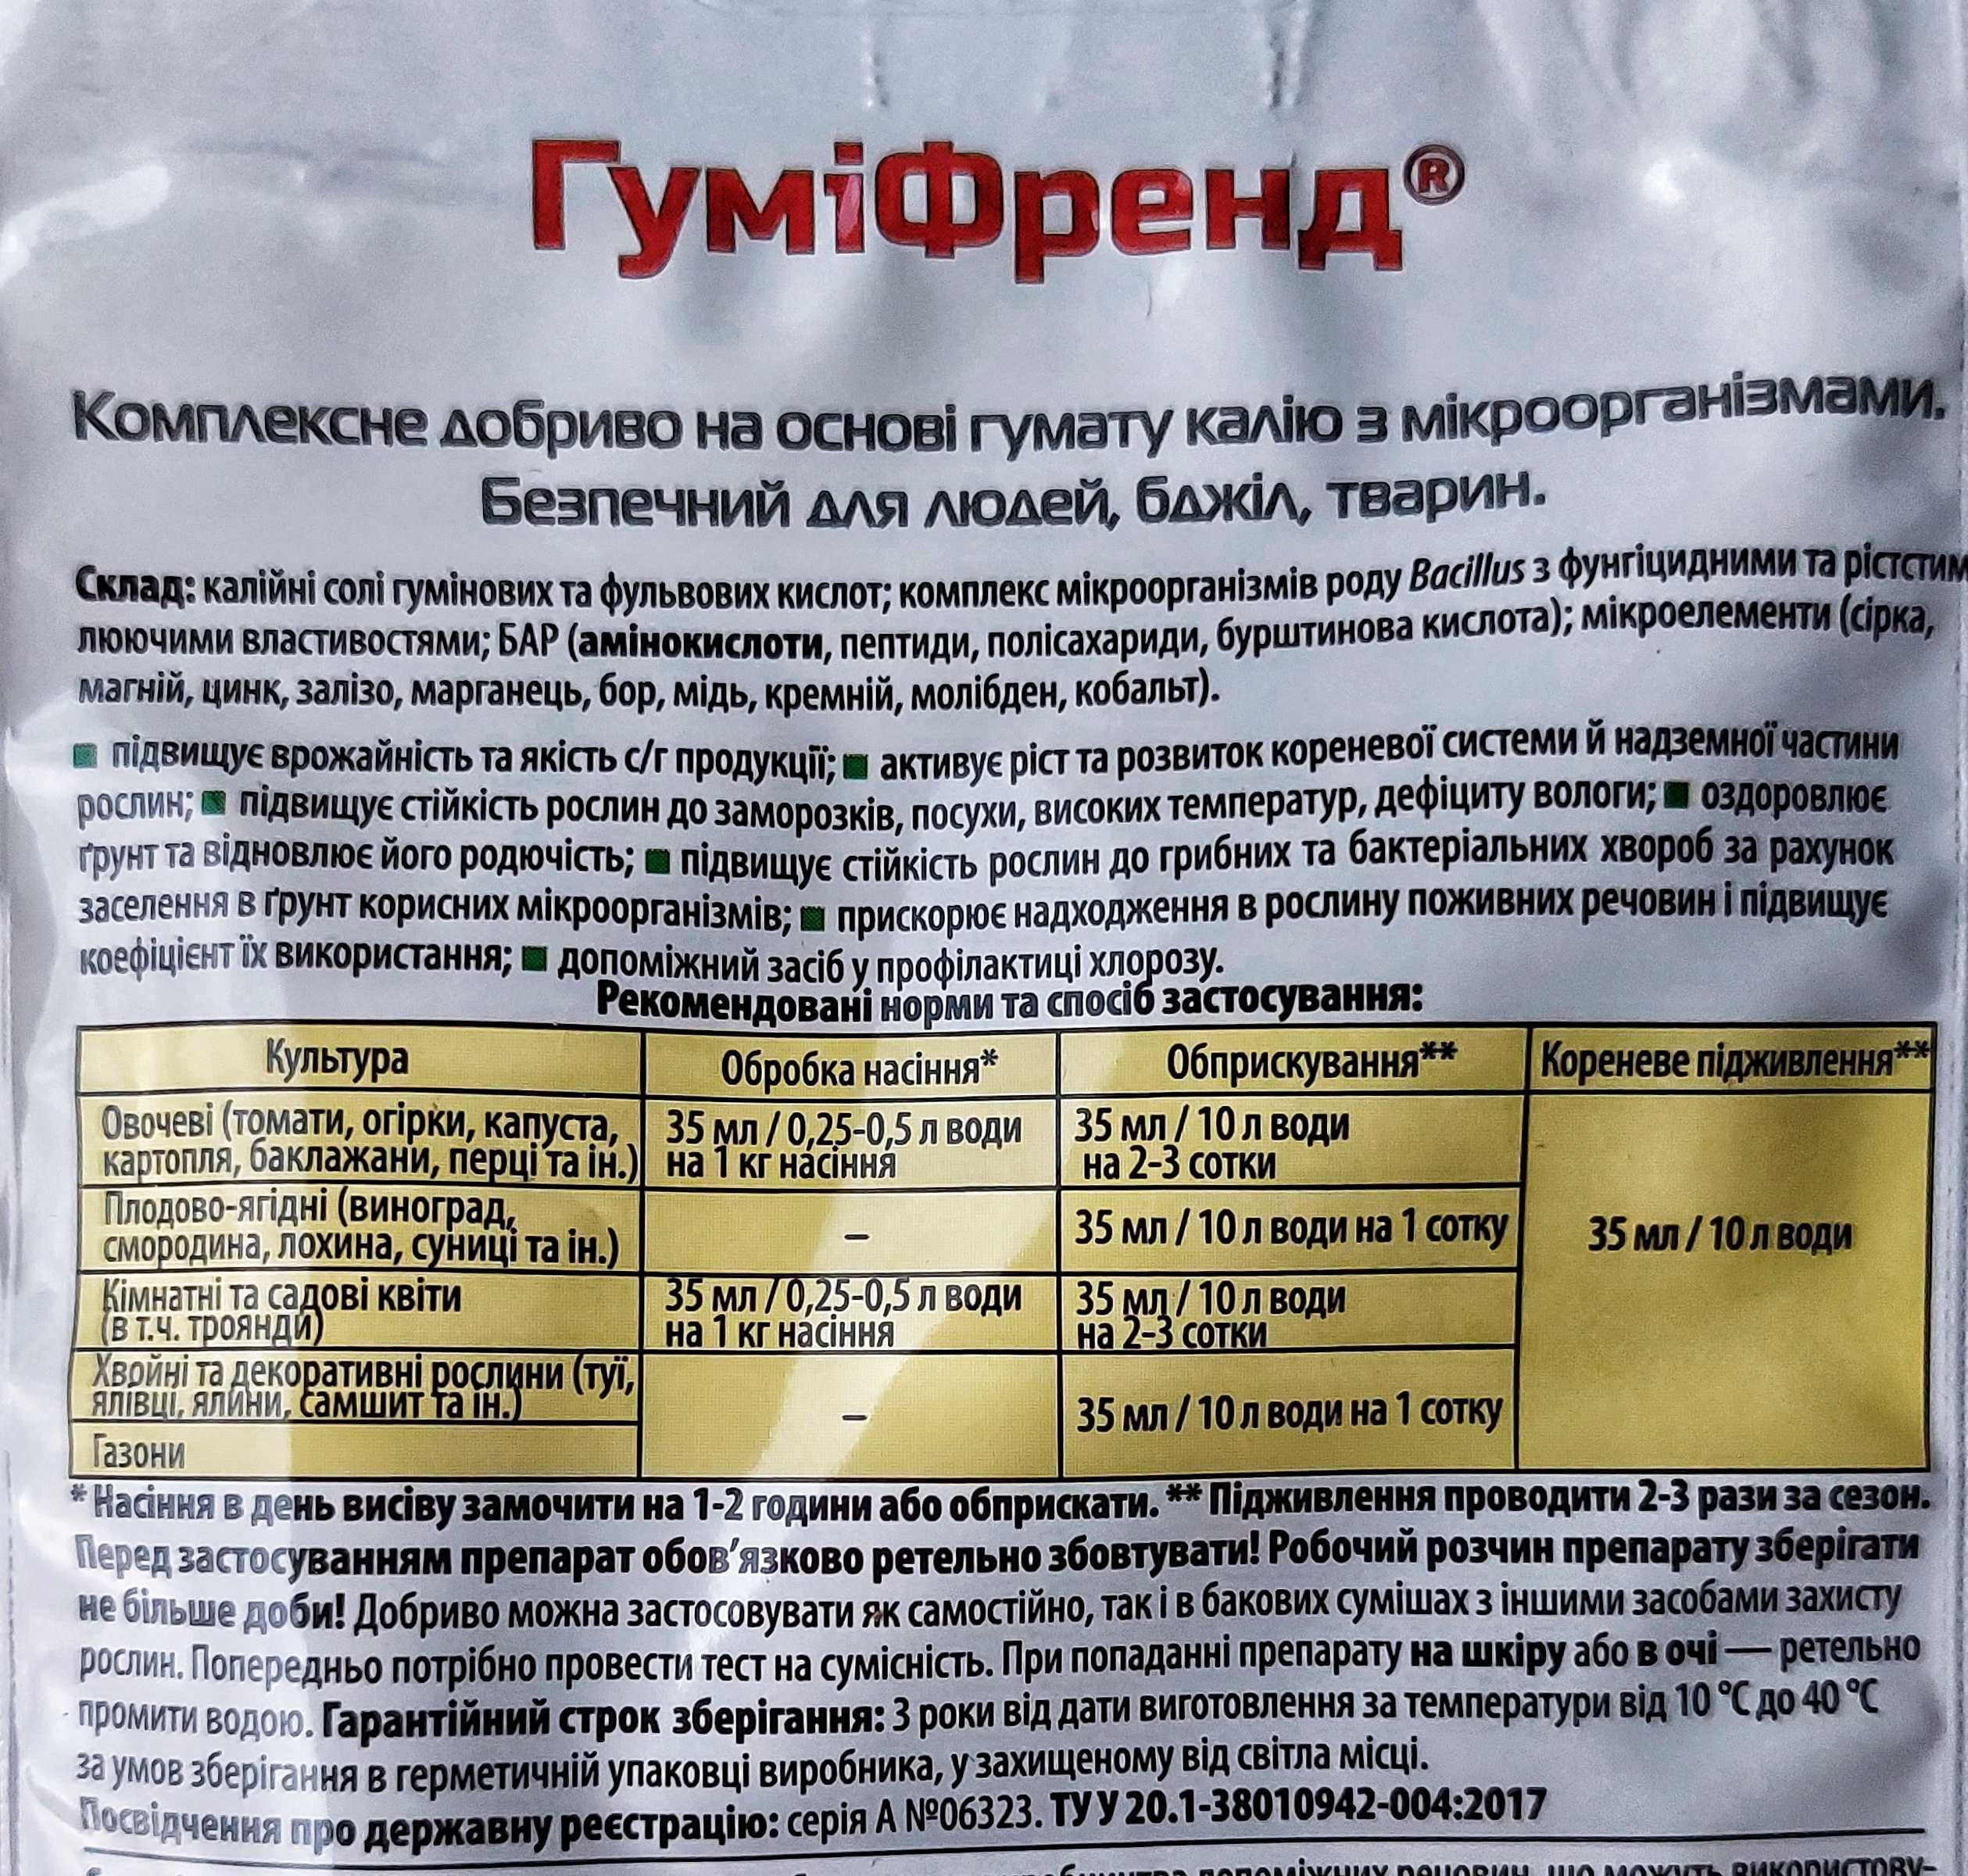 ГуміФренд®
Комплексне добриво на основі гумату калію з мікроорганізмами.
Безпечний для людей, бджіл, тварин.
Склад: калійні солі гумінових та фульвових кислот; комплекс мікроорганізмів роду Bacillus з фунгіцидними та рістстим
люючими властивостями; БАР (амінокислоти, пептиди, полісахариди, бурштинова кислота); мікроелементи (сірка,
магній, цинк, залізо, марганець, бор, мідь, кремній, молібден, кобальт).
■ підвищує врожайність та якість с/г продукції; ■ активує ріст та розвиток кореневої системи й надземної частини
рослин; ■ підвищує стійкість рослин до заморозків, посухи, високих температур, дефіциту вологи; ■ оздоровлює
ґрунт та відновлює його родючість; ■ підвищує стійкість рослин до грибних та бактеріальних хвороб за рахунок
заселення в ґрунт корисних мікроорганізмів; ■ прискорює надходження в рослину поживних речовин і підвищує
коефіцієнт їх використання; ■ допоміжний засіб у профілактиці хлорозу.
Рекомендовані норми та спосіб застосування:
Культура Обробка насіння* Обприскування** Кореневе підживлення**
Овочеві (томати, огірки, капуста, 35 мл / 0,25-0,5 л води 35 мл / 10 л води
картопля, баклажани, перці та ін.) на 1 кг насіння на 2-3 сотки
Плодово-ягідні (виноград,
смородина, лохина, суниці та ін.) – 35 мл / 10 л води на 1 сотку 35 мл / 10 л води
Кімнатні та садові квіти 35 мл / 0,25-0,5 л води 35 мл / 10 л води
(в т.ч. троянди) на 1 кг насіння на 2-3 сотки
Хвойні та декоративні рослини (туї,
ялівці, ялини, самшит та ін.) – 35 мл / 10 л води на 1 сотку
Газони
* Насіння в день висіву замочити на 1-2 години або обприскати. ** Підживлення проводити 2-3 рази за сезон.
Перед застосуванням препарат обов'язково ретельно збовтувати! Робочий розчин препарату зберігати
не більше доби! Добриво можна застосовувати як самостійно, так і в бакових сумішах з іншими засобами захисту
рослин. Попередньо потрібно провести тест на сумісність. При попаданні препарату на шкіру або в очі — ретельно
промити водою. Гарантійний строк зберігання: 3 роки від дати виготовлення за температури від 10 °С до 40 °С
за умов зберігання в герметичній упаковці виробника, у захищеному від світла місці.
Посвідчення про державну реєстрацію: серія А №06323. ТУ У 20.1-38010942-004:2017
допоміжних речовин, що можуть використову-